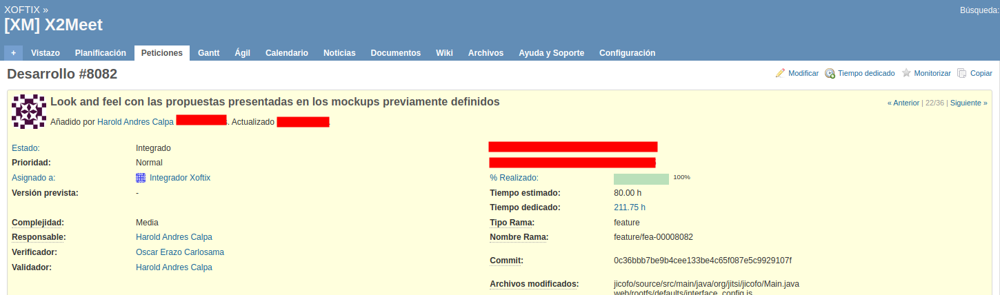 XOFTIX »
Búsqueda:
[XM] X2Meet
+ Vistazo Planificación Peticiones Gantt Ágil Calendario Noticias Documentos Wiki Archivos Ayuda y Soporte Configuración
Desarrollo #8082
Modificar Tiempo dedicado Monitorizar Copiar
Look and feel con las propuestas presentadas en los mockups previamente definidos
« Anterior | 22/36 | Siguiente »
Añadido por Harold Andres Calpa . Actualizado .
Estado: Integrado
Prioridad: Normal
Asignado a: Integrador Xoftix % Realizado: 100%
Versión prevista: - Tiempo estimado: 80.00 h
Tiempo dedicado: 211.75 h
Complejidad: Media Tipo Rama: feature
Responsable: Harold Andres Calpa Nombre Rama: feature/fea-00008082
Verificador: Oscar Erazo Carlosama
Validador: Harold Andres Calpa Commit: 0c36bbb7be9b4cee133be4c65f087e5c9929107f
Archivos modificados: jicofo/source/src/main/java/org/jitsi/jicofo/Main.java
web/rootfs/defaults/interface_config.js